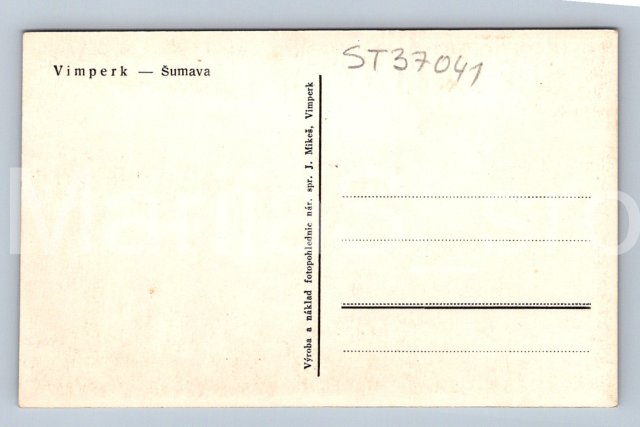 Vimperk — Šumava
ST37041
Výroba a náklad fotopohlednic nár. spr. J. Mikeš, Vimperk